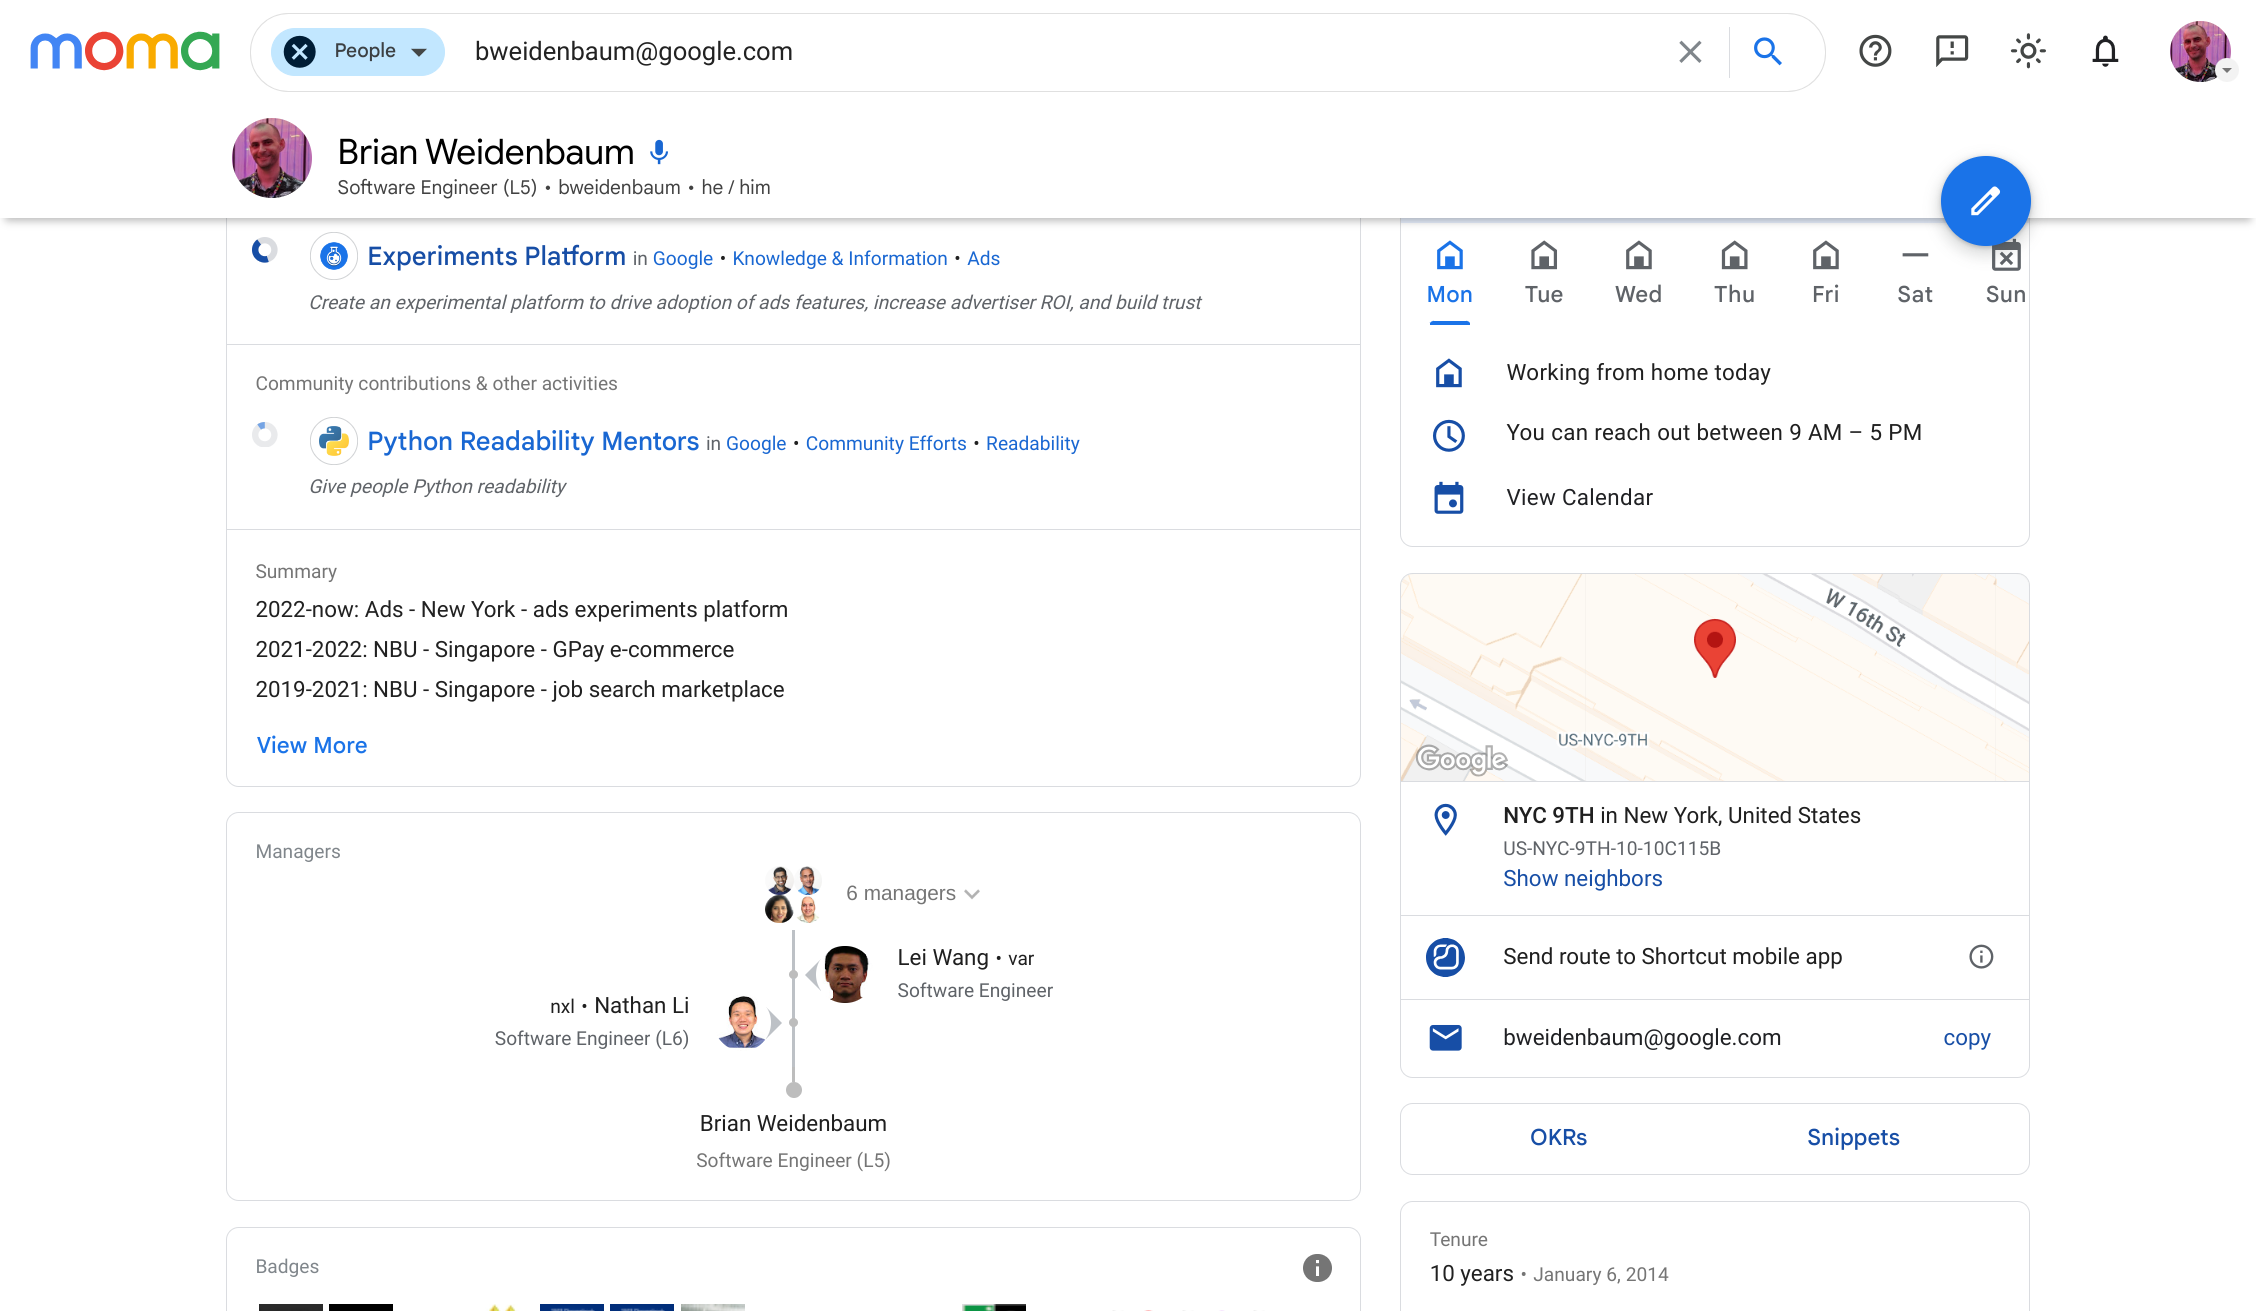 moma
People
bweidenbaum@google.com
Brian Weidenbaum
Software Engineer (L5) • bweidenbaum • he / him
Experiments Platform in Google • Knowledge & Information • Ads
Create an experimental platform to drive adoption of ads features, increase advertiser ROI, and build trust
Community contributions & other activities
Python Readability Mentors in Google • Community Efforts • Readability
Give people Python readability
Summary
2022-now: Ads - New York - ads experiments platform
2021-2022: NBU - Singapore - GPay e-commerce
2019-2021: NBU - Singapore - job search marketplace
View More
Managers
6 managers
Lei Wang • var
Software Engineer
nxl • Nathan Li
Software Engineer (L6)
Brian Weidenbaum
Software Engineer (L5)
Badges
Mon Tue Wed Thu Fri Sat Sun
Working from home today
You can reach out between 9 AM – 5 PM
View Calendar
W 16th St
US-NYC-9TH
Google
NYC 9TH in New York, United States
US-NYC-9TH-10-10C115B
Show neighbors
Send route to Shortcut mobile app
bweidenbaum@google.com copy
OKRs Snippets
Tenure
10 years • January 6, 2014